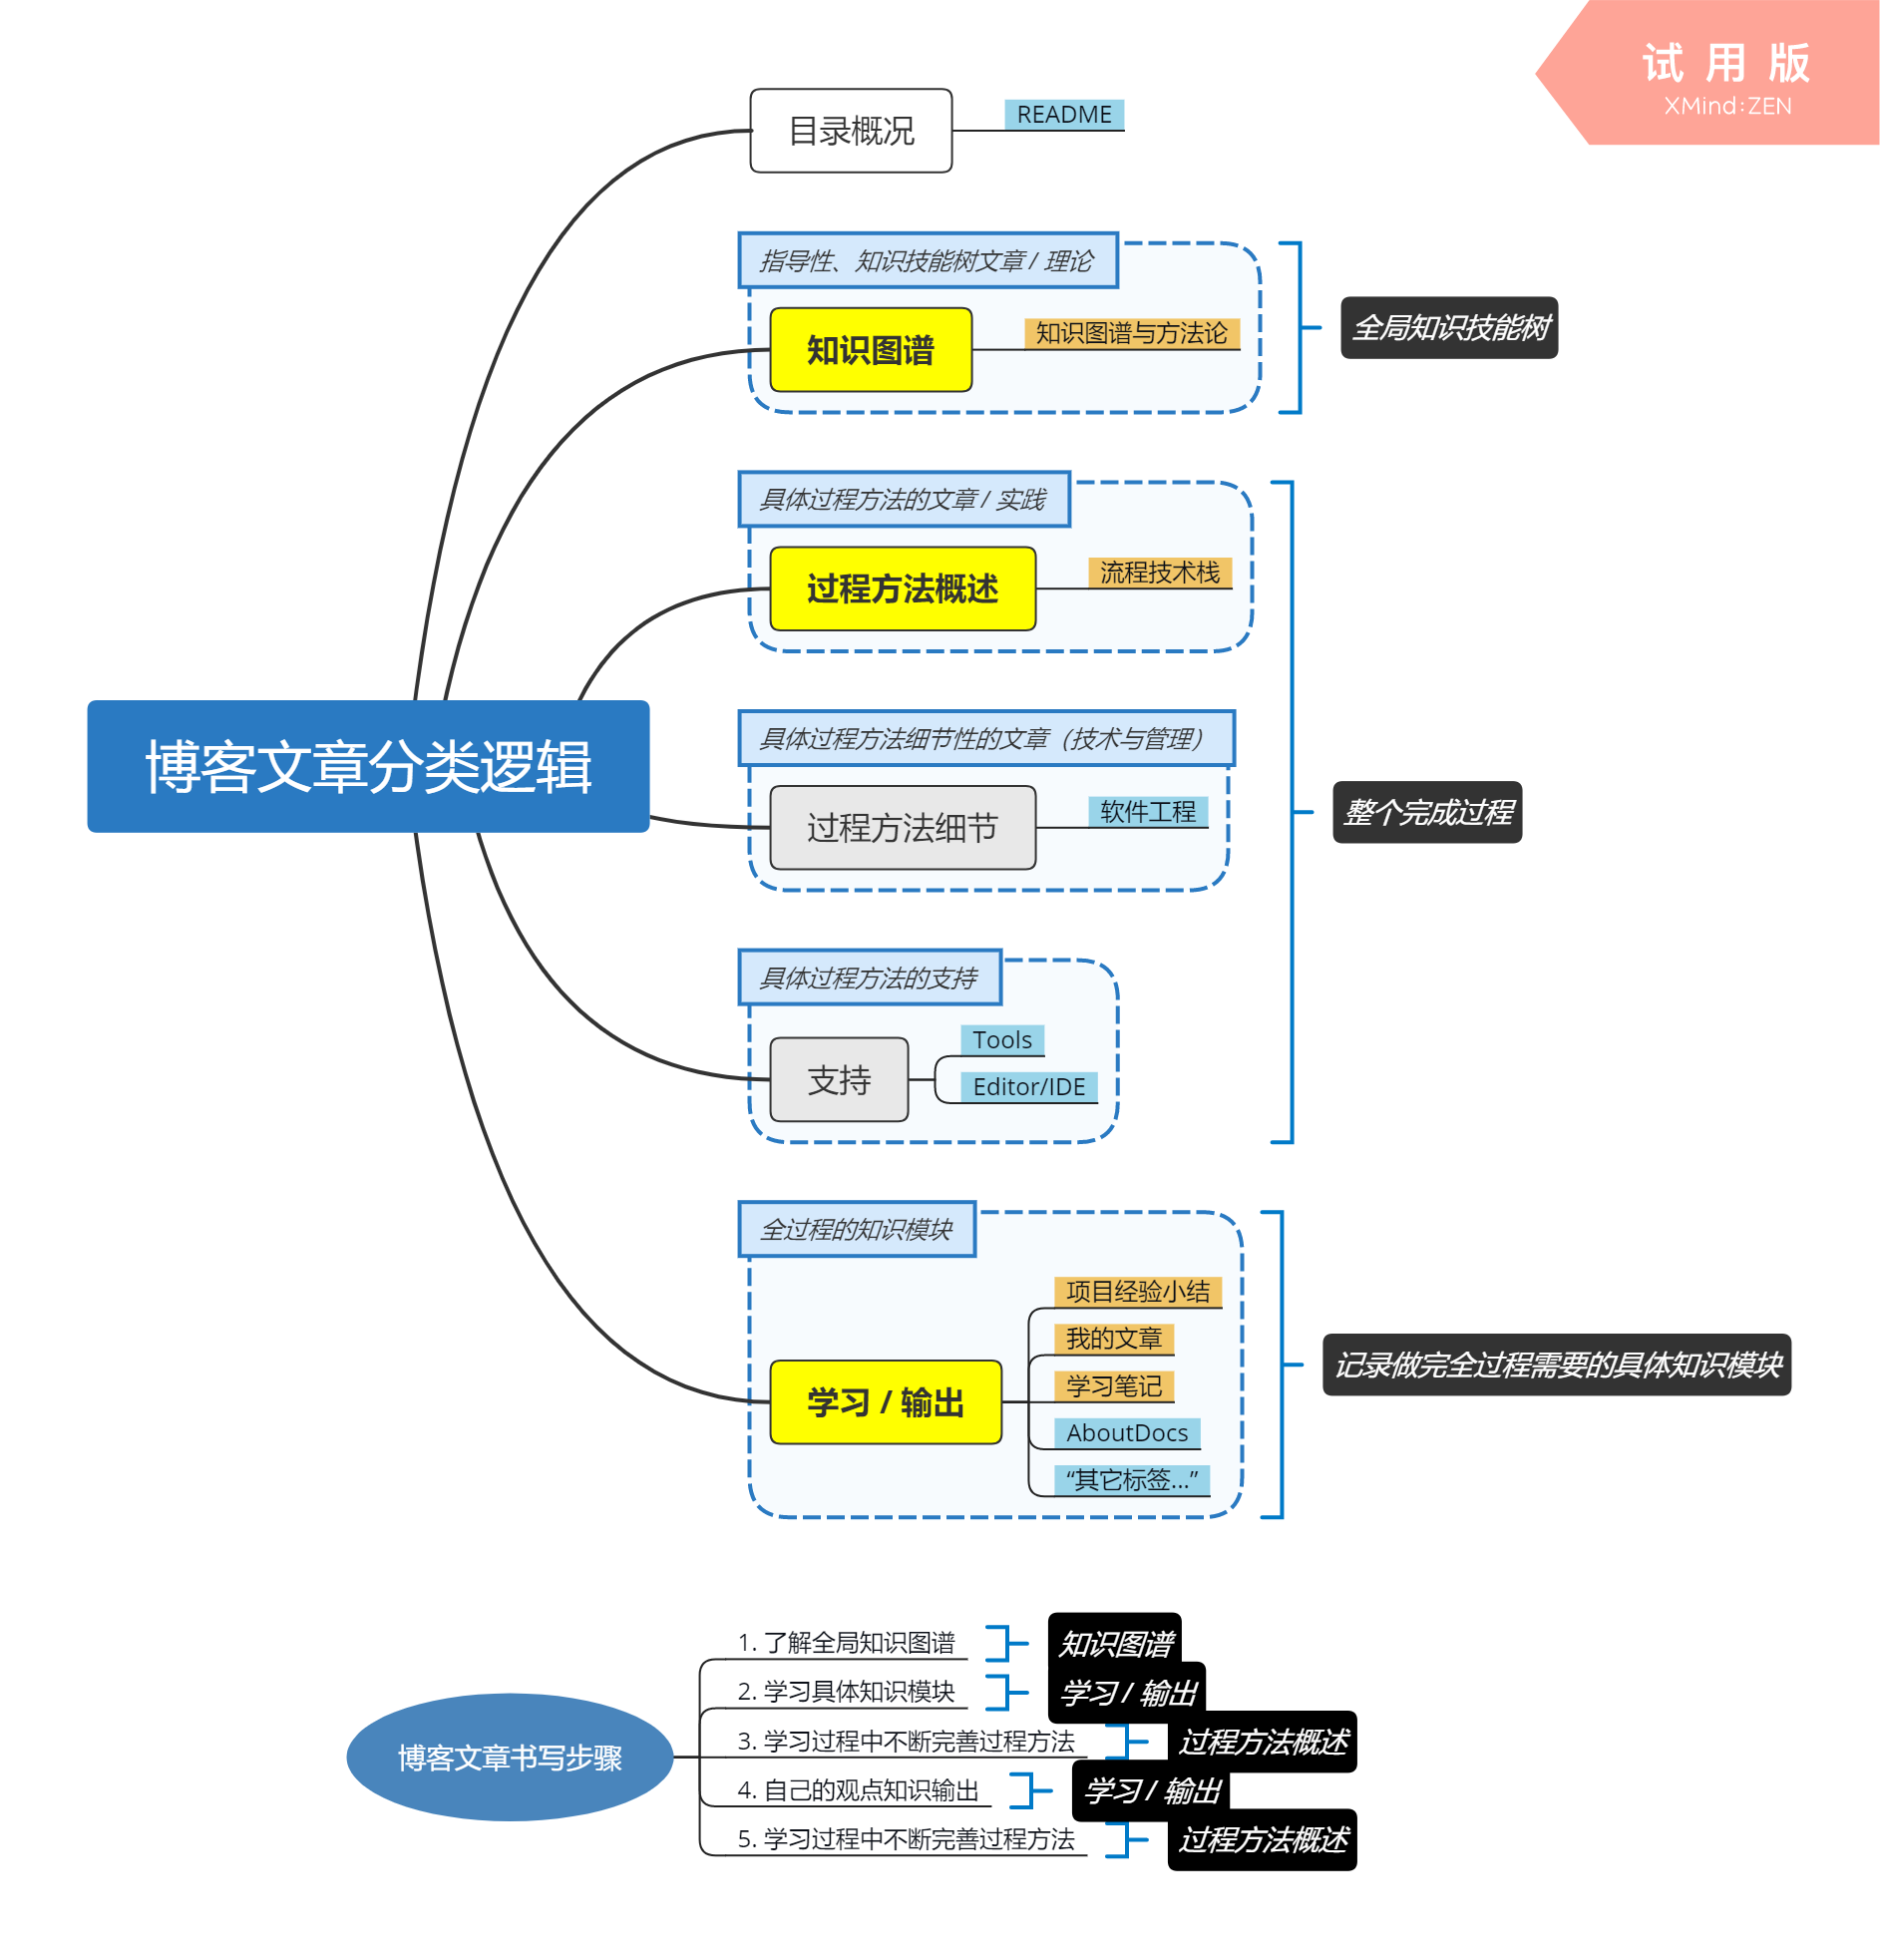 试用版
XMind:ZEN
目录概况
README
指导性、知识技能树文章 / 理论
知识图谱
知识图谱与方法论
全局知识技能树
具体过程方法的文章 / 实践
过程方法概述
流程技术栈
博客文章分类逻辑
具体过程方法细节性的文章（技术与管理）
过程方法细节
软件工程
整个完成过程
具体过程方法的支持
支持
Tools
Editor/IDE
全过程的知识模块
学习 / 输出
项目经验小结
我的文章
学习笔记
AboutDocs
“其它标签...”
记录做完全过程需要的具体知识模块
博客文章书写步骤
1. 了解全局知识图谱
知识图谱
2. 学习具体知识模块
学习 / 输出
3. 学习过程中不断完善过程方法
过程方法概述
4. 自己的观点知识输出
学习 / 输出
5. 学习过程中不断完善过程方法
过程方法概述